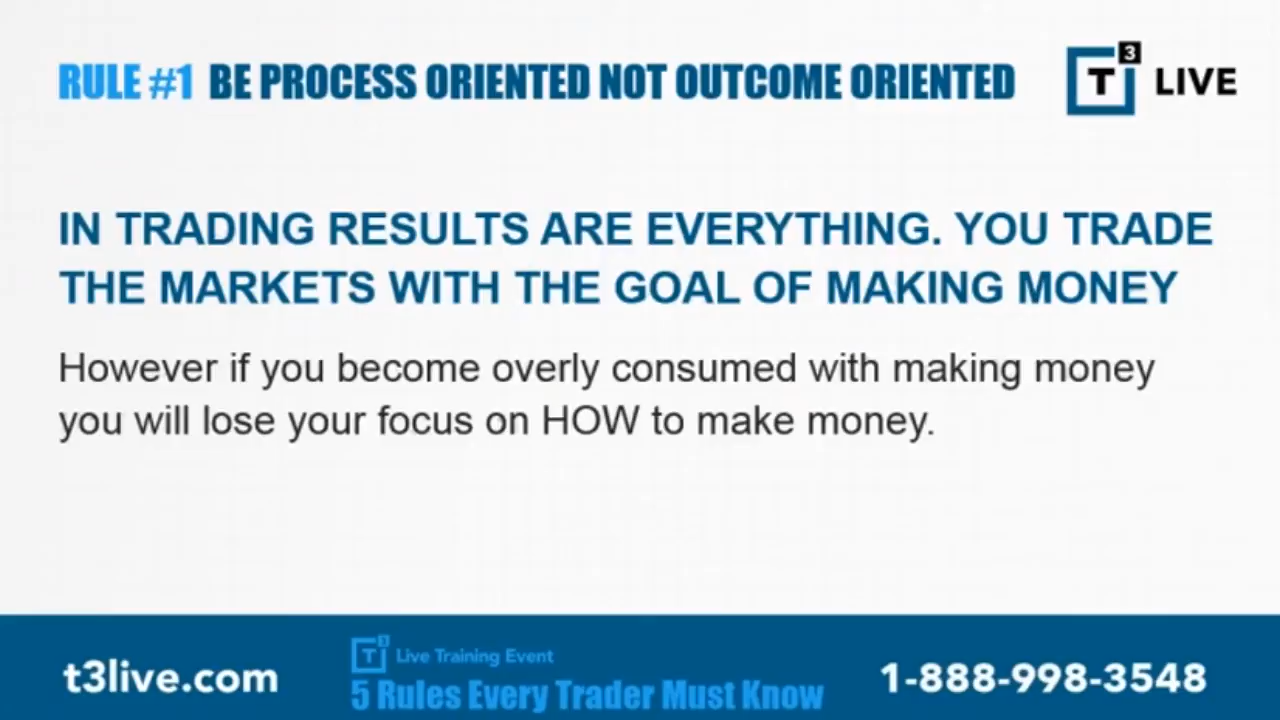 RULE #1 BE PROCESS ORIENTED NOT OUTCOME ORIENTED
T3 LIVE
IN TRADING RESULTS ARE EVERYTHING. YOU TRADE
THE MARKETS WITH THE GOAL OF MAKING MONEY
However if you become overly consumed with making money
you will lose your focus on HOW to make money.
t3live.com
T3 Live Training Event
5 Rules Every Trader Must Know
1-888-998-3548